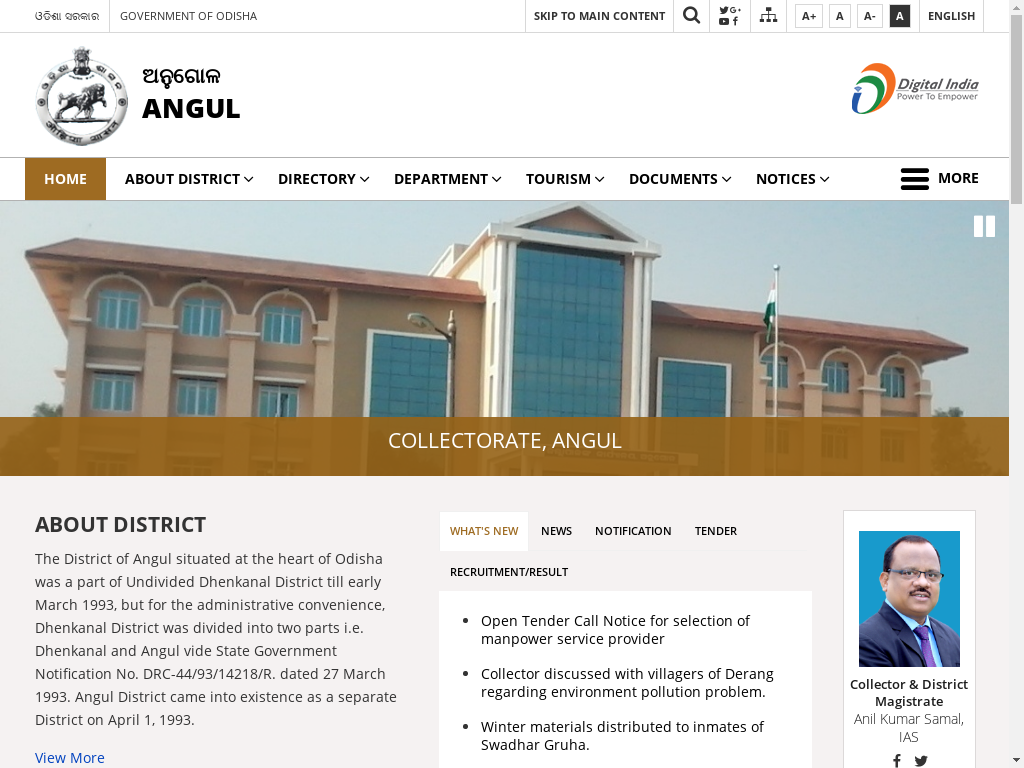 ଓଡିଶା ସରକାର
GOVERNMENT OF ODISHA
SKIP TO MAIN CONTENT
A+
A
A-
A
ENGLISH
ଅନୁଗୋଳ
ANGUL
Digital India
Power To Empower
HOME
ABOUT DISTRICT
DIRECTORY
DEPARTMENT
TOURISM
DOCUMENTS
NOTICES
MORE
COLLECTORATE, ANGUL
ABOUT DISTRICT
The District of Angul situated at the heart of Odisha
was a part of Undivided Dhenkanal District till early
March 1993, but for the administrative convenience,
Dhenkanal District was divided into two parts i.e.
Dhenkanal and Angul vide State Government
Notification No. DRC-44/93/14218/R. dated 27 March
1993. Angul District came into existence as a separate
District on April 1, 1993.
View More
WHAT'S NEW
NEWS
NOTIFICATION
TENDER
RECRUITMENT/RESULT
Open Tender Call Notice for selection of
manpower service provider
Collector discussed with villagers of Derang
regarding environment pollution problem.
Winter materials distributed to inmates of
Swadhar Gruha.
Collector & District
Magistrate
Anil Kumar Samal,
IAS